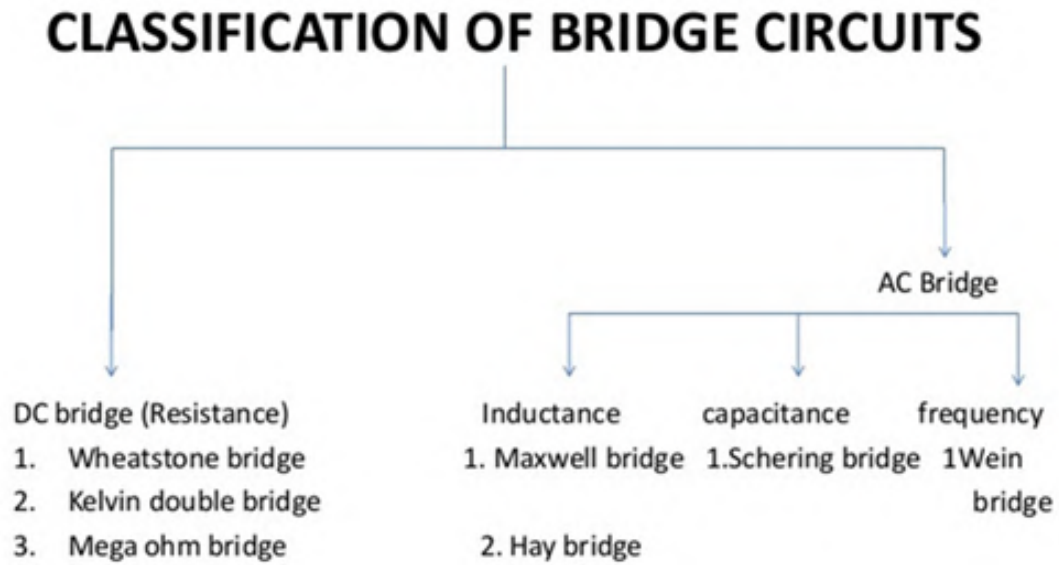 CLASSIFICATION OF BRIDGE CIRCUITS
AC Bridge
DC bridge (Resistance)
1. Wheatstone bridge
2. Kelvin double bridge
3. Mega ohm bridge
Inductance
1. Maxwell bridge
2. Hay bridge
capacitance
1.Schering bridge
frequency
1Wein
bridge